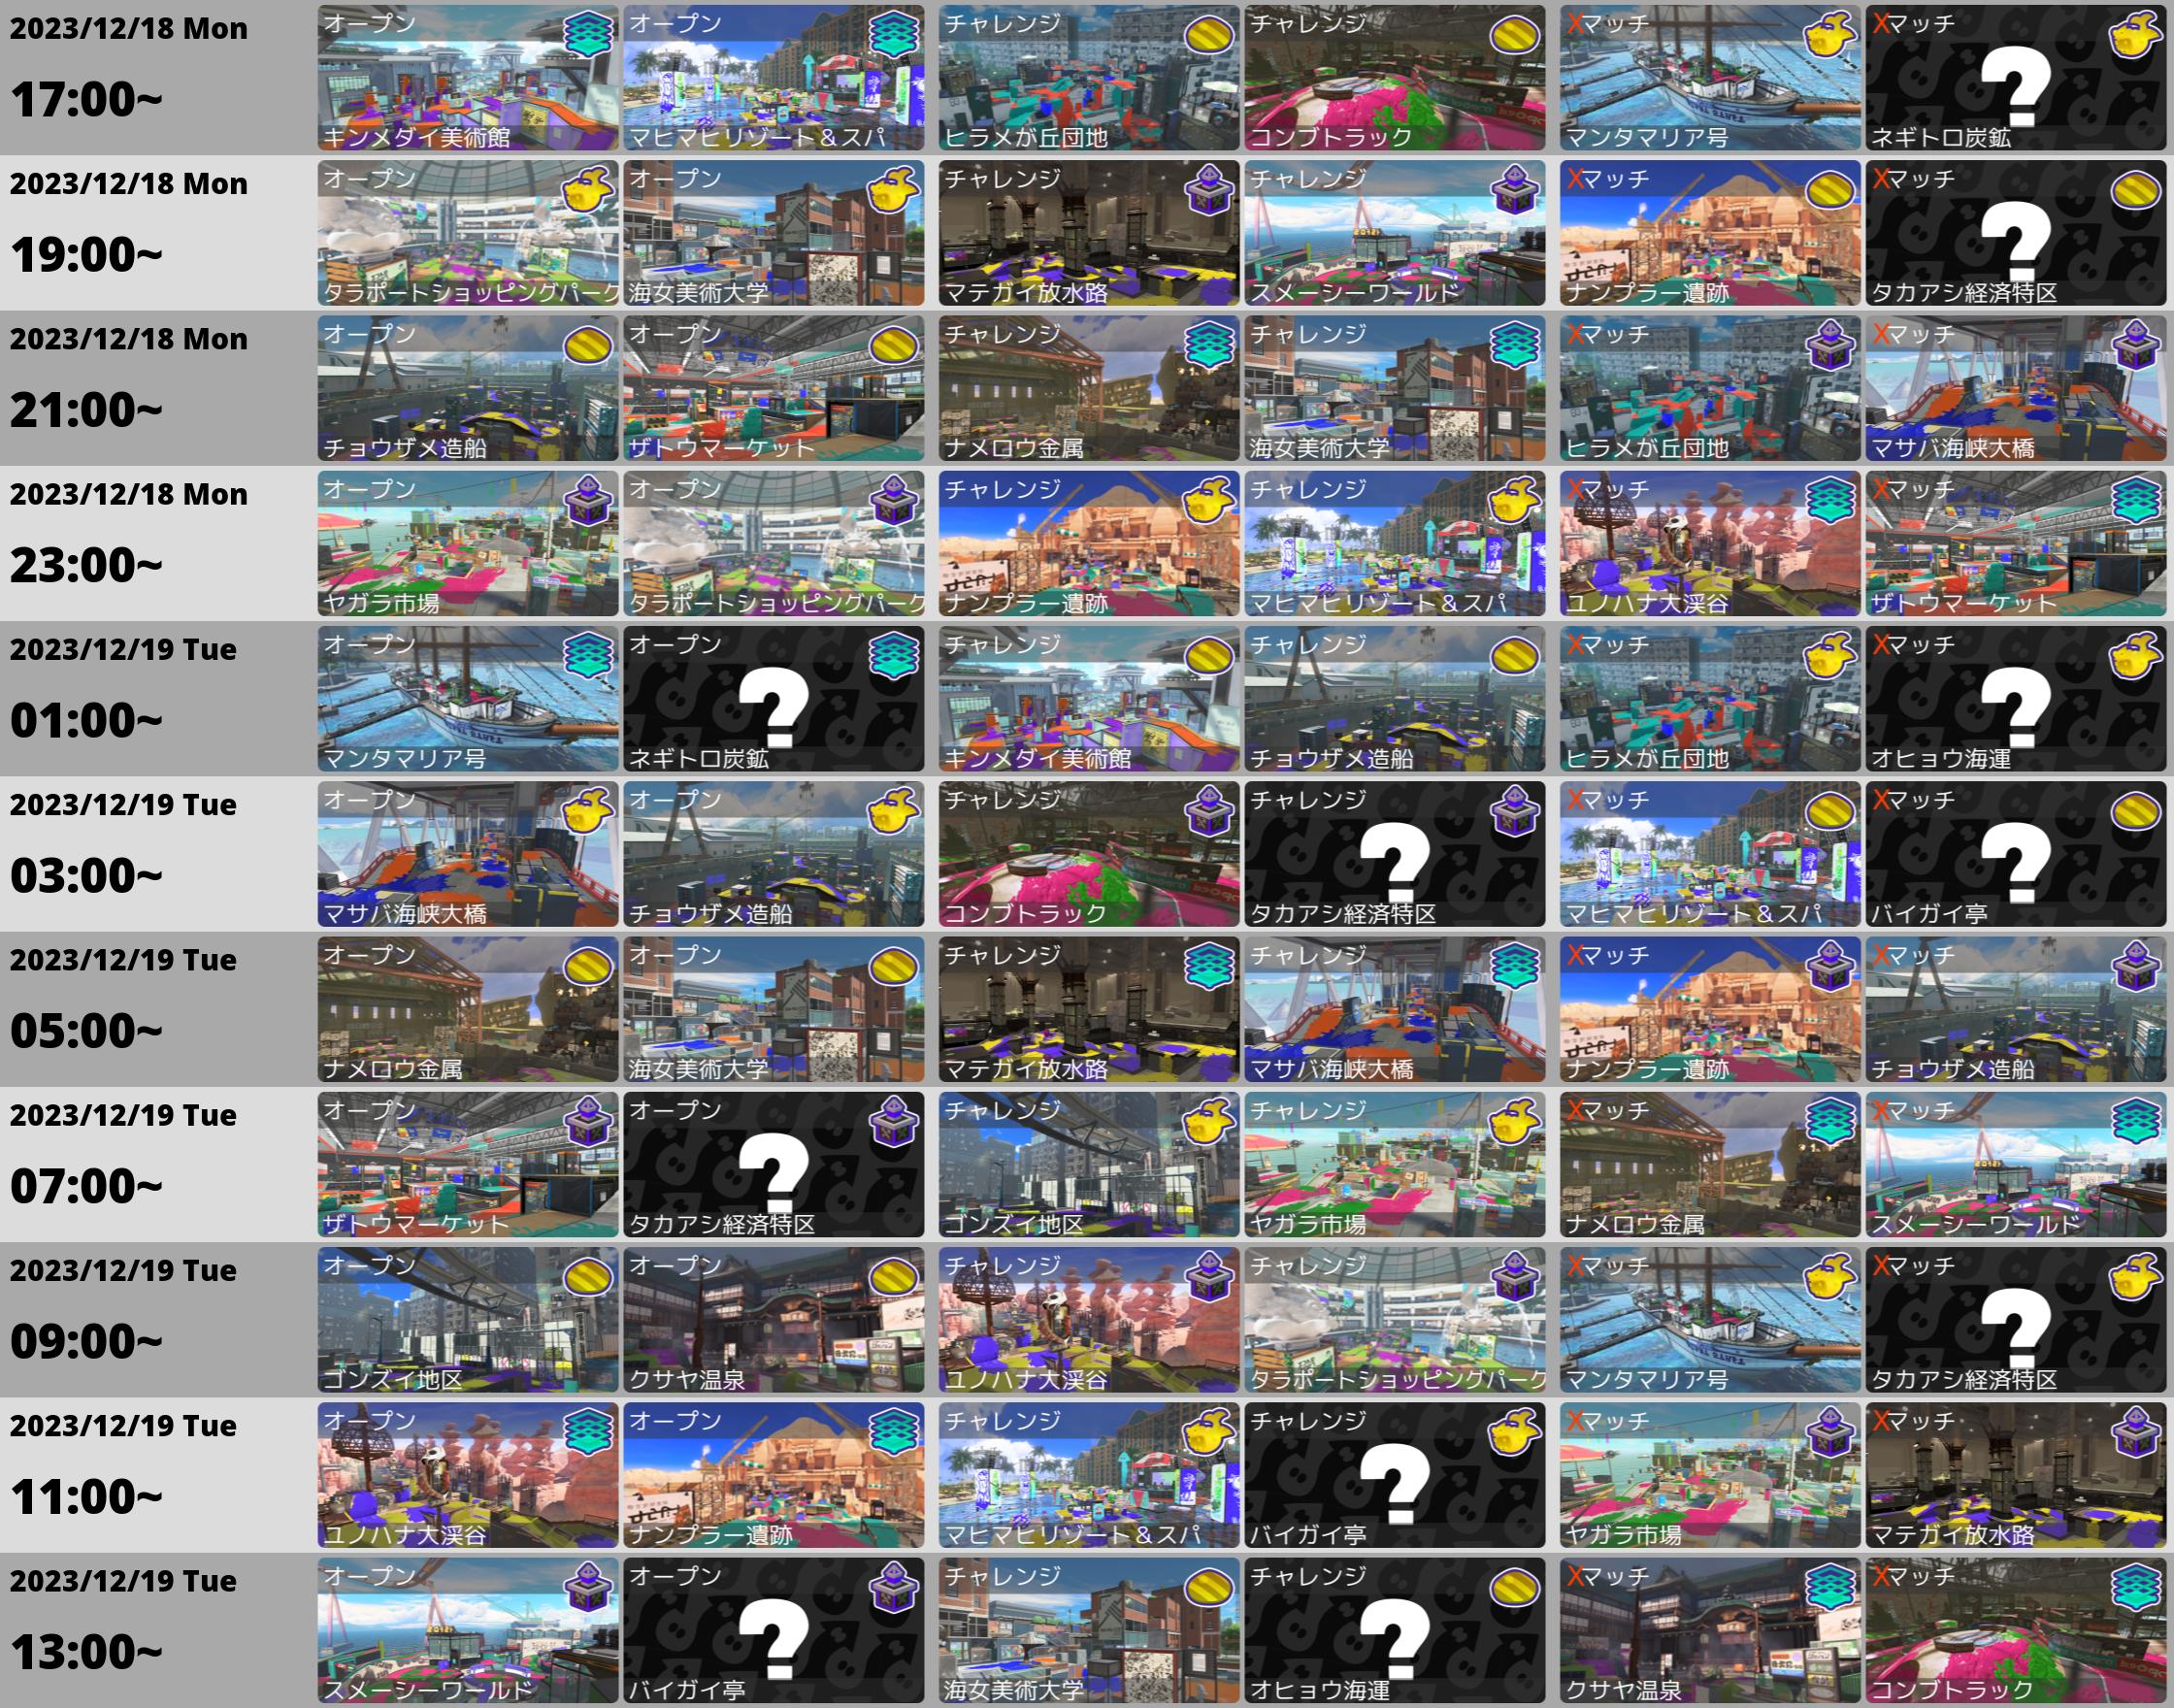 2023/12/18 Mon
17:00~
オープン
キンメダイ美術館
オープン
マヒマヒリゾート＆スパ
チャレンジ
ヒラメが丘団地
チャレンジ
コンブトラック
Xマッチ
マンタマリア号
Xマッチ
ネギトロ炭鉱
2023/12/18 Mon
19:00~
オープン
タラポートショッピングパーク
オープン
海女美術大学
チャレンジ
マテガイ放水路
チャレンジ
スメーシーワールド
Xマッチ
ナンプラー遺跡
Xマッチ
タカアシ経済特区
2023/12/18 Mon
21:00~
オープン
チョウザメ造船
オープン
ザトウマーケット
チャレンジ
ナメロウ金属
チャレンジ
海女美術大学
Xマッチ
ヒラメが丘団地
Xマッチ
マサバ海峡大橋
2023/12/18 Mon
23:00~
オープン
ヤガラ市場
オープン
タラポートショッピングパーク
チャレンジ
ナンプラー遺跡
チャレンジ
マヒマヒリゾート＆スパ
Xマッチ
ユノハナ大渓谷
Xマッチ
ザトウマーケット
2023/12/19 Tue
01:00~
オープン
マンタマリア号
オープン
ネギトロ炭鉱
チャレンジ
キンメダイ美術館
チャレンジ
チョウザメ造船
Xマッチ
ヒラメが丘団地
Xマッチ
オヒョウ海運
2023/12/19 Tue
03:00~
オープン
マサバ海峡大橋
オープン
チョウザメ造船
チャレンジ
コンブトラック
チャレンジ
タカアシ経済特区
Xマッチ
マヒマヒリゾート＆スパ
Xマッチ
バイガイ亭
2023/12/19 Tue
05:00~
オープン
ナメロウ金属
オープン
海女美術大学
チャレンジ
マテガイ放水路
チャレンジ
マサバ海峡大橋
Xマッチ
ナンプラー遺跡
Xマッチ
チョウザメ造船
2023/12/19 Tue
07:00~
オープン
ザトウマーケット
オープン
タカアシ経済特区
チャレンジ
ゴンズイ地区
チャレンジ
ヤガラ市場
Xマッチ
ナメロウ金属
Xマッチ
スメーシーワールド
2023/12/19 Tue
09:00~
オープン
ゴンズイ地区
オープン
クサヤ温泉
チャレンジ
ユノハナ大渓谷
チャレンジ
タラポートショッピングパーク
Xマッチ
マンタマリア号
Xマッチ
タカアシ経済特区
2023/12/19 Tue
11:00~
オープン
ユノハナ大渓谷
オープン
ナンプラー遺跡
チャレンジ
マヒマヒリゾート＆スパ
チャレンジ
バイガイ亭
Xマッチ
ヤガラ市場
Xマッチ
マテガイ放水路
2023/12/19 Tue
13:00~
オープン
スメーシーワールド
オープン
バイガイ亭
チャレンジ
海女美術大学
チャレンジ
オヒョウ海運
Xマッチ
クサヤ温泉
Xマッチ
コンブトラック